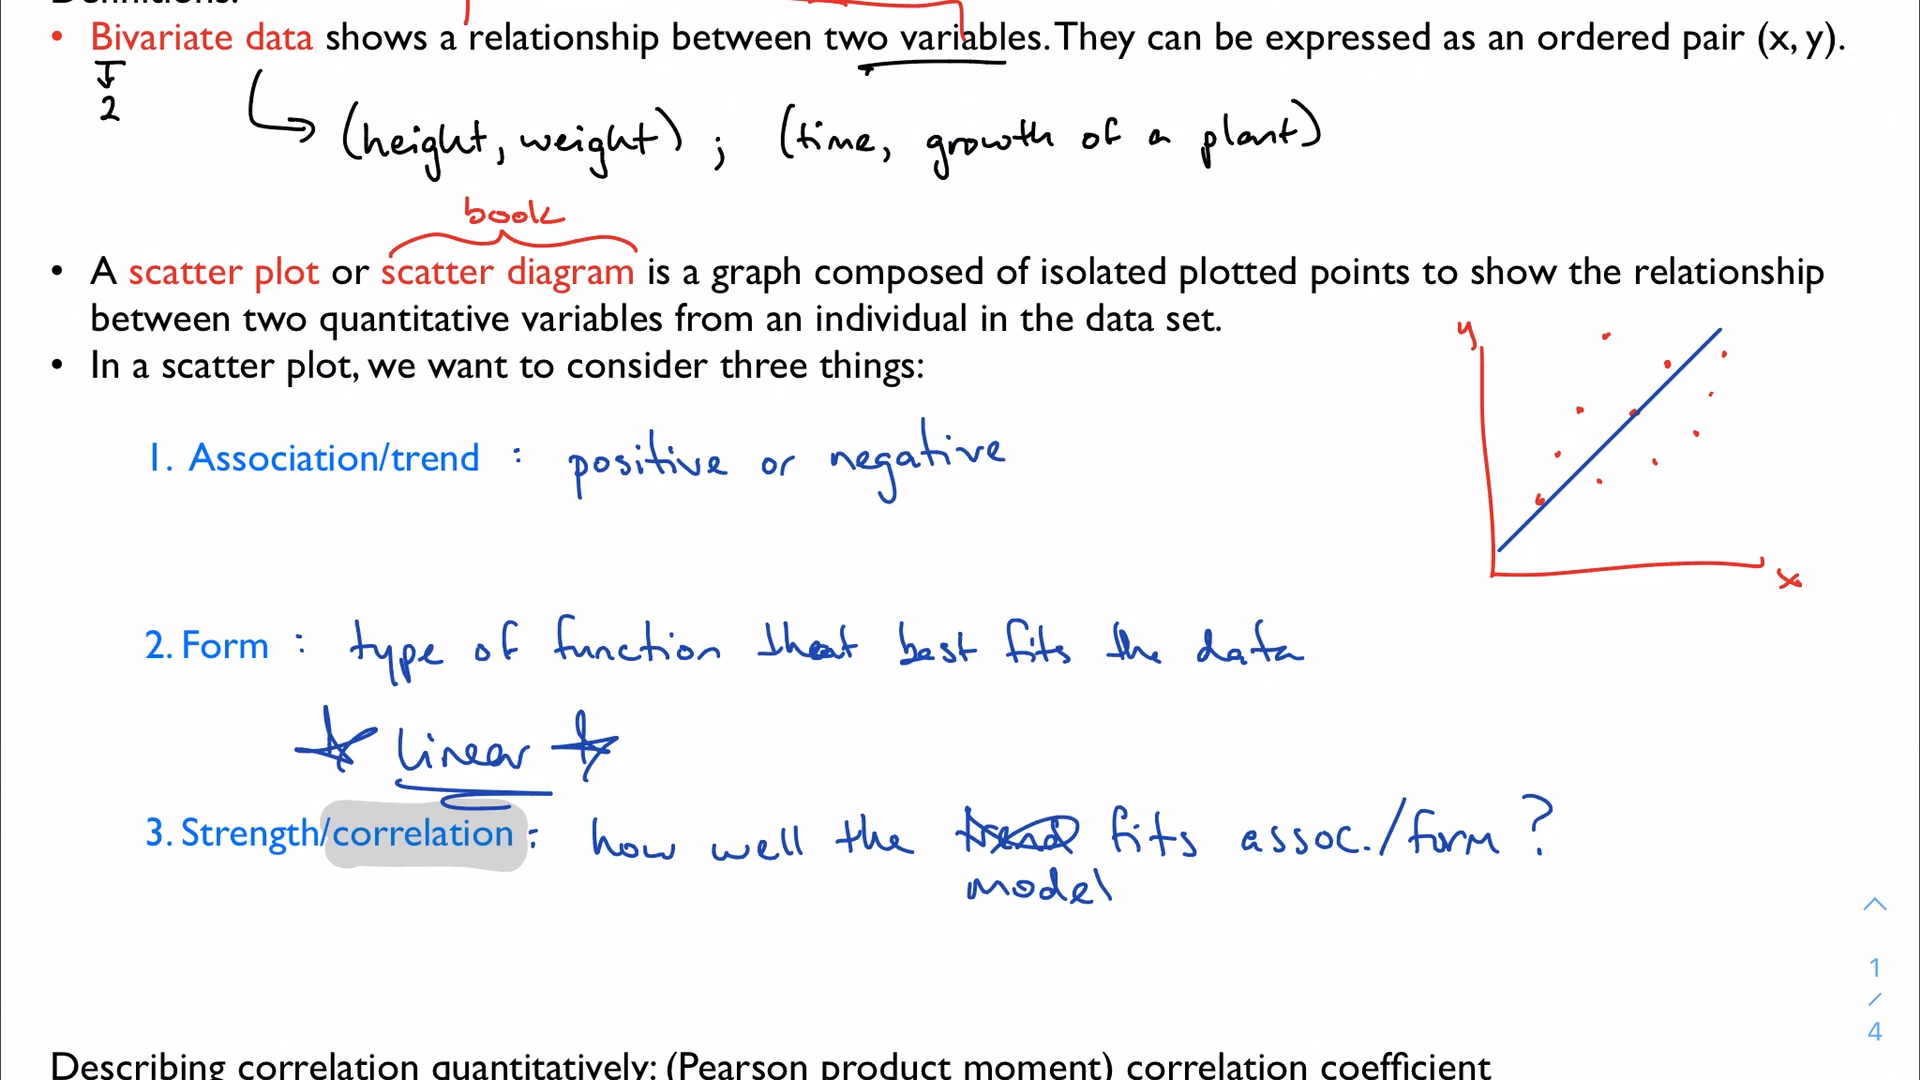 • Bivariate data shows a relationship between two variables. They can be expressed as an ordered pair (x, y).
2
(height, weight) ; (time, growth of a plant)
book
• A scatter plot or scatter diagram is a graph composed of isolated plotted points to show the relationship
between two quantitative variables from an individual in the data set.
• In a scatter plot, we want to consider three things:
y
1. Association/trend : positive or negative
x
2. Form : type of function that best fits the data
linear
3. Strength/correlation : how well the trend fits assoc./form ?
model
1
/
4
Describing correlation quantitatively: (Pearson product moment) correlation coefficient